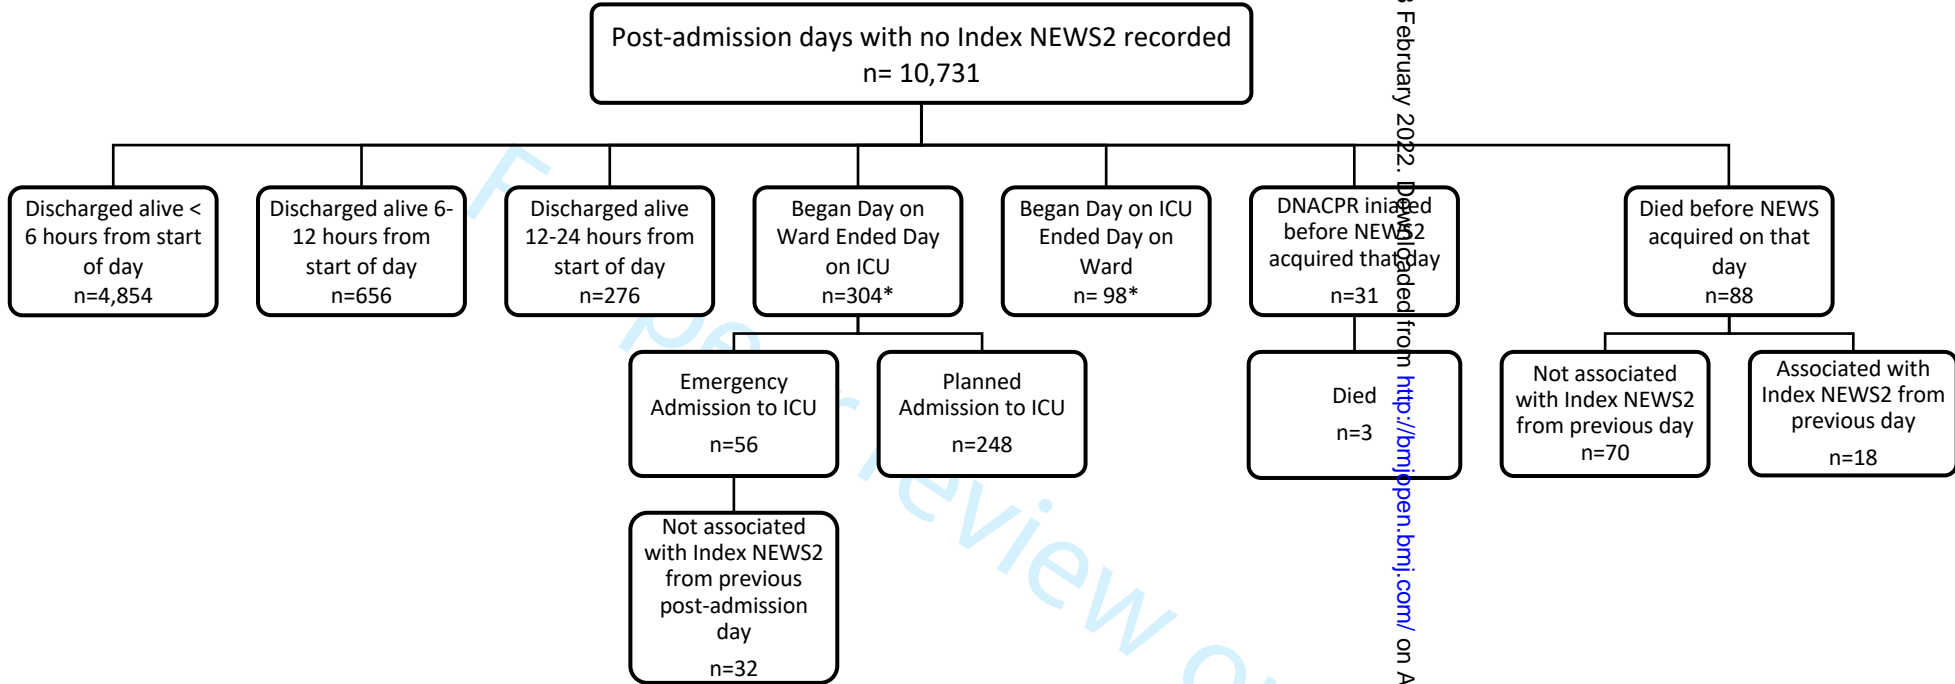 Post-admission days with no Index NEWS2 recorded
n= 10,731
Discharged alive <
6 hours from start
of day
n=4,854
Discharged alive 6-
12 hours from
start of day
n=656
Discharged alive
12-24 hours from
start of day
n=276
Began Day on
Ward Ended Day
on ICU
n=304*
Began Day on ICU
Ended Day on
Ward
n= 98*
DNACPR iniated
before NEWS2
acquired that day
n=31
Died before NEWS
acquired on that
day
n=88
Emergency
Admission to ICU
n=56
Planned
Admission to ICU
n=248
Died
n=3
Not associated
with Index NEWS2
from previous day
n=70
Associated with
Index NEWS2 from
previous day
n=18
Not associated
with Index NEWS2
from previous
post-admission
day
n=32
February 2022. Downloaded from http://bmjopen.bmj.com/ on A
review